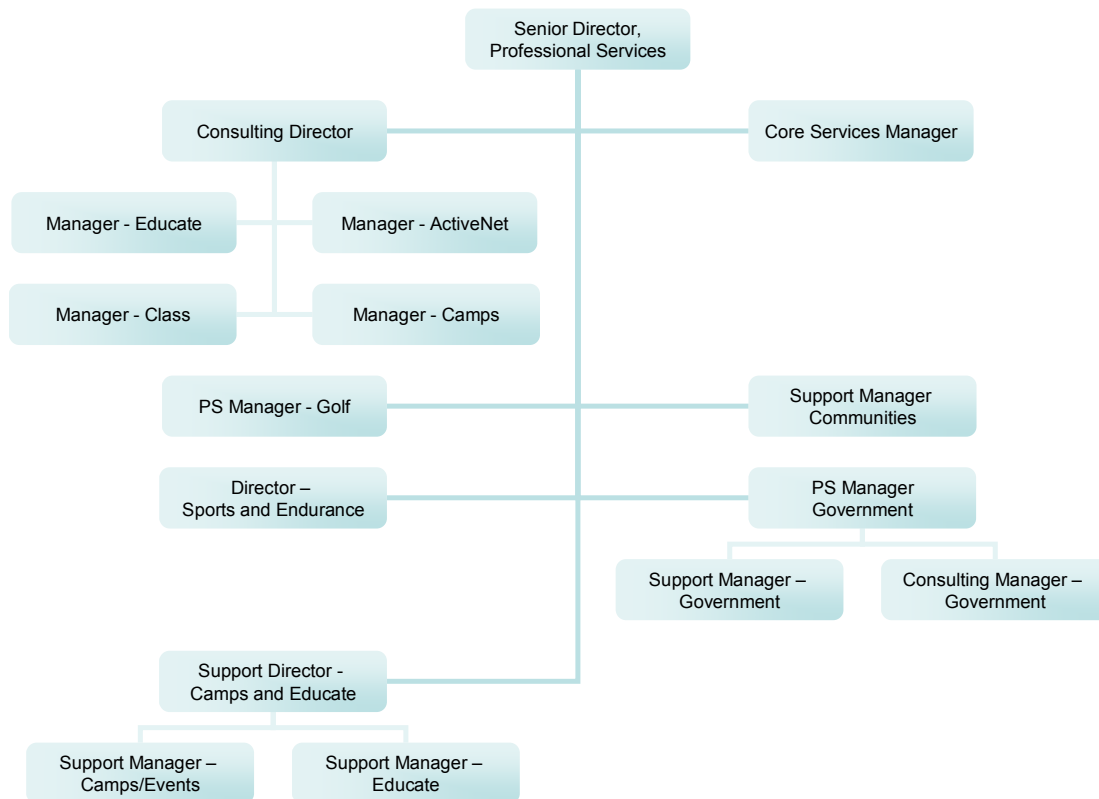 Senior Director,
Professional Services
Consulting Director
Core Services Manager
Manager - Educate
Manager - ActiveNet
Manager - Class
Manager - Camps
PS Manager - Golf
Support Manager
Communities
Director –
Sports and Endurance
PS Manager
Government
Support Manager –
Government
Consulting Manager –
Government
Support Director -
Camps and Educate
Support Manager –
Camps/Events
Support Manager –
Educate